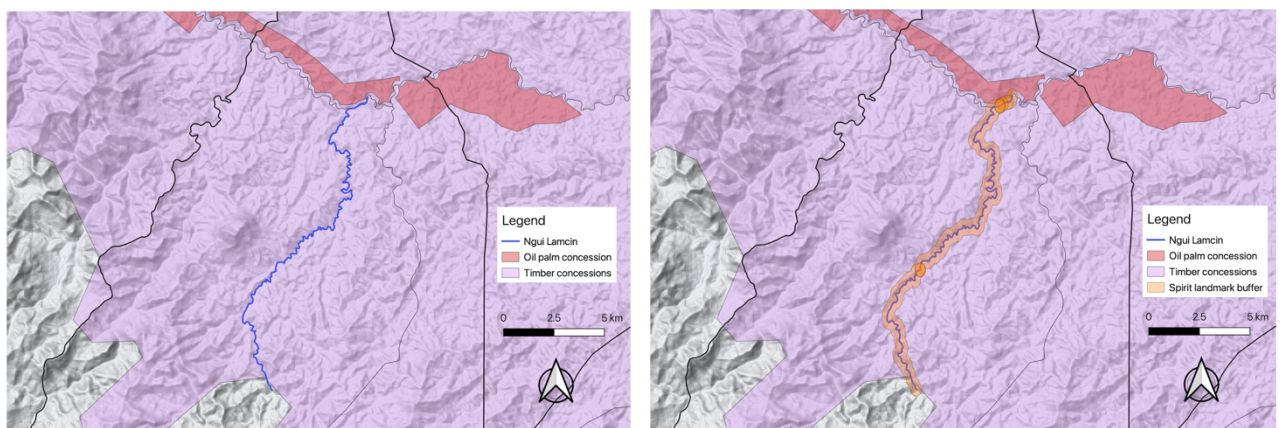 Legend
Ngui Lamcin
Oil palm concession
Timber concessions
0 2.5 5 km
Legend
Ngui Lamcin
Oil palm concession
Timber concessions
Spirit landmark buffer
0 2.5 5 km